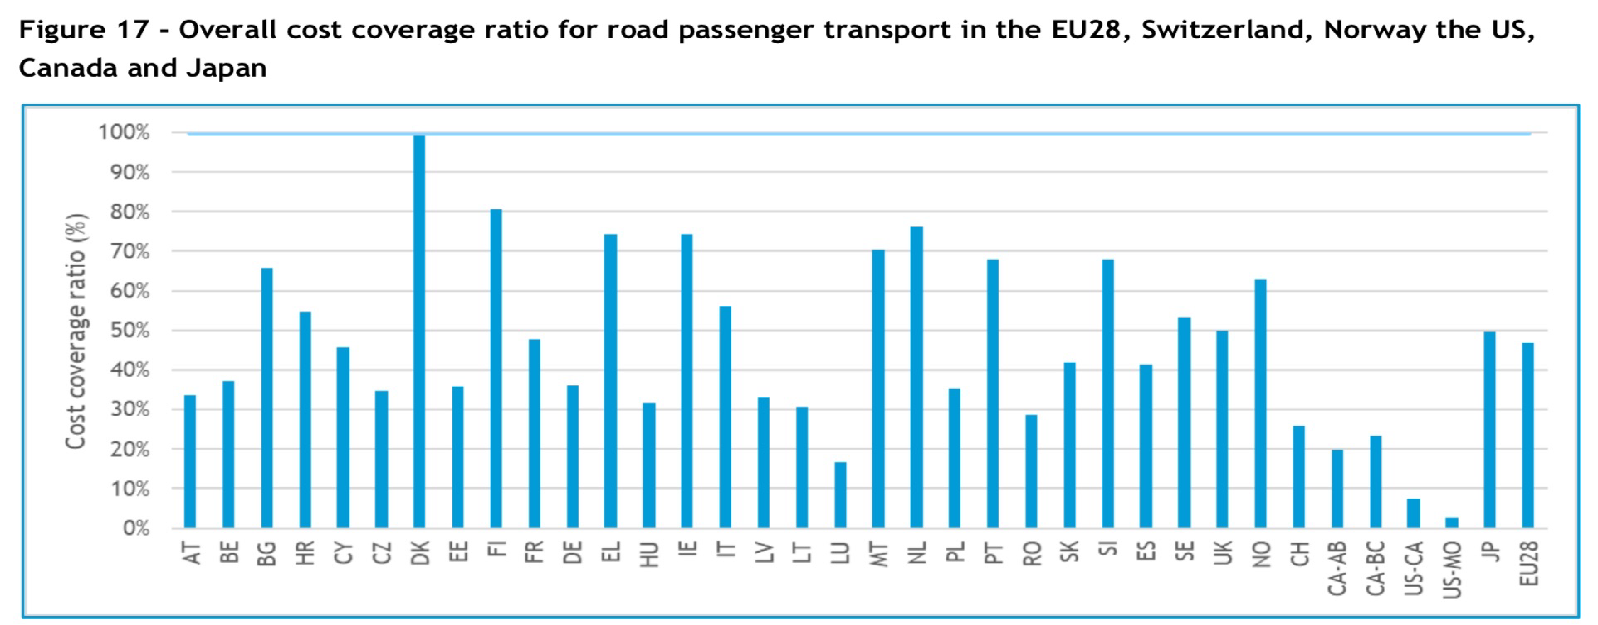 Figure 17 - Overall cost coverage ratio for road passenger transport in the EU28, Switzerland, Norway the US,
Canada and Japan
Cost coverage ratio (%)
100%
90%
80%
70%
60%
50%
40%
30%
20%
10%
0%
AT BE BG HR CY CZ DK EE FI FR DE EL HU IE IT LV LT LU MT NL PL PT RO SK SI ES SE UK NO CH CA-AB CA-BC US-CA US-MO JP EU28